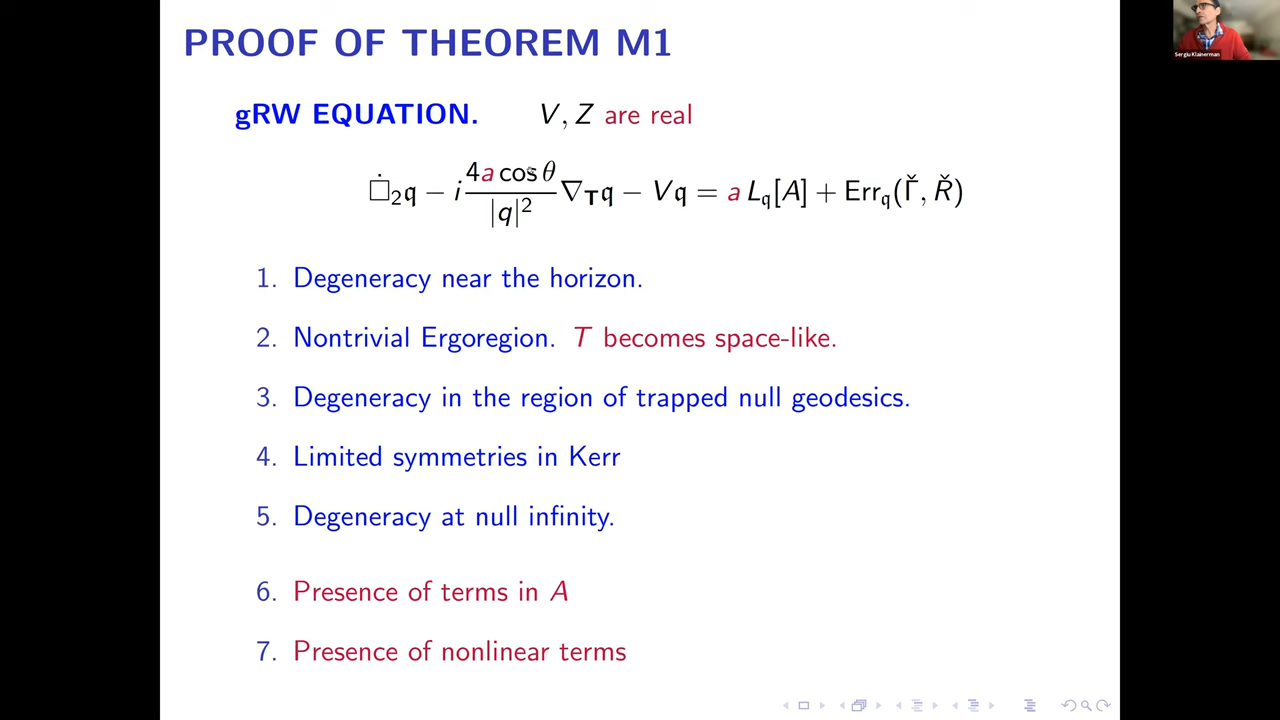 PROOF OF THEOREM M1
Sergiu Klainerman
gRW EQUATION. V, Z are real
□̇₂𝔮 − i 4a cos θ / |q|² ∇_T 𝔮 − V𝔮 = a L_𝔮[A] + Err_𝔮(Γ̌, Ř)
1. Degeneracy near the horizon.
2. Nontrivial Ergoregion. T becomes space-like.
3. Degeneracy in the region of trapped null geodesics.
4. Limited symmetries in Kerr
5. Degeneracy at null infinity.
6. Presence of terms in A
7. Presence of nonlinear terms